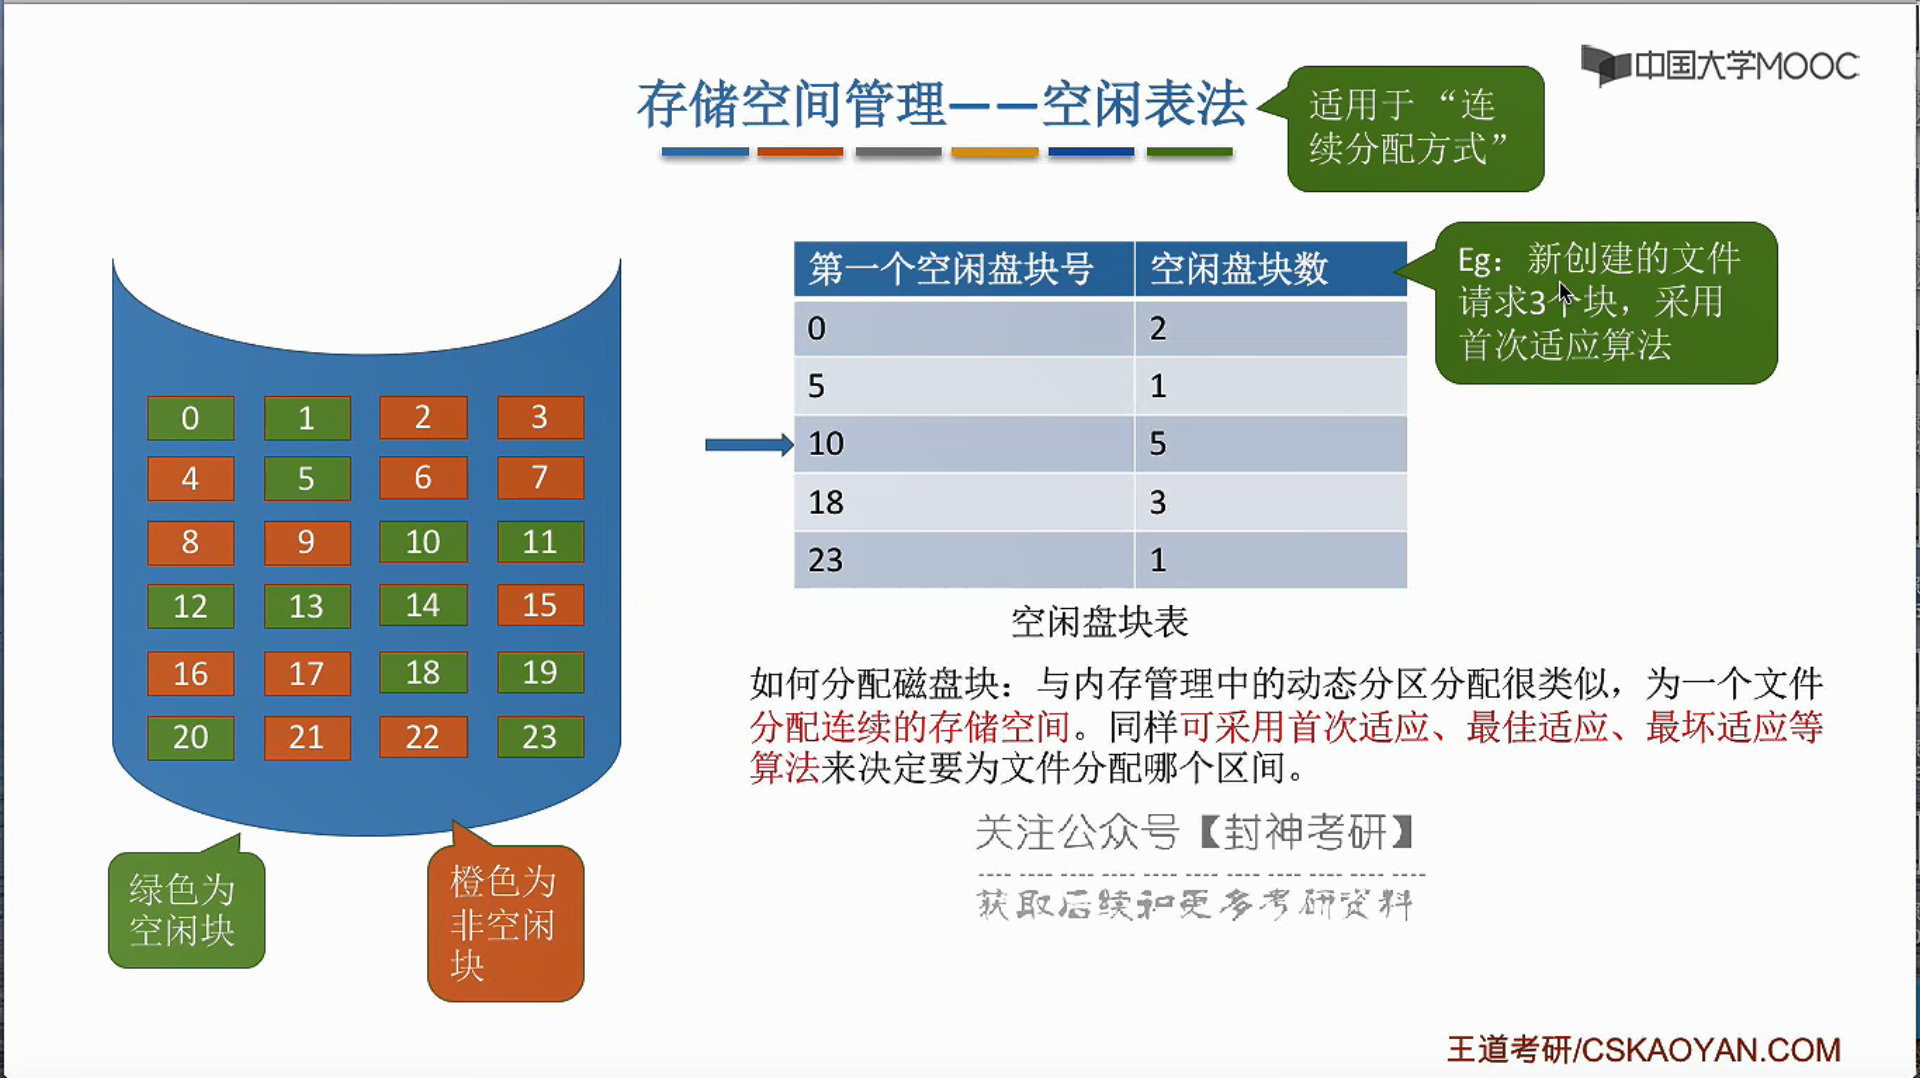 中国大学MOOC
存储空间管理——空闲表法
适用于 “连
续分配方式”
第一个空闲盘块号 空闲盘块数
0 2
5 1
10 5
18 3
23 1
空闲盘块表
Eg：新创建的文件
请求3个块，采用
首次适应算法
0 1 2 3
4 5 6 7
8 9 10 11
12 13 14 15
16 17 18 19
20 21 22 23
绿色为
空闲块
橙色为
非空闲
块
如何分配磁盘块：与内存管理中的动态分区分配很类似，为一个文件
分配连续的存储空间。同样可采用首次适应、最佳适应、最坏适应等
算法来决定要为文件分配哪个区间。
关注公众号【封神考研】
获取后续和更多考研资料
王道考研/CSKAOYAN.COM